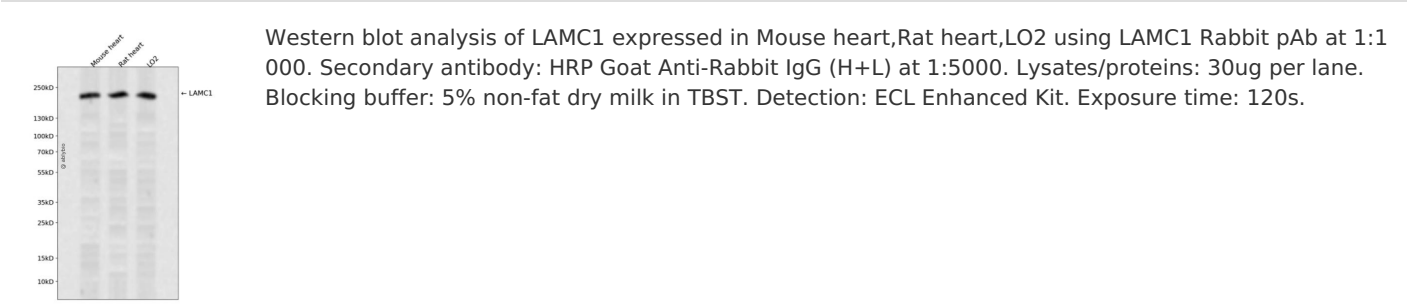 Mouse heart
Rat heart
LO2
250kD
130kD
100kD
70kD
55kD
35kD
25kD
15kD
10kD
← LAMC1
@ abiybio
Western blot analysis of LAMC1 expressed in Mouse heart,Rat heart,LO2 using LAMC1 Rabbit pAb at 1:1
000. Secondary antibody: HRP Goat Anti-Rabbit IgG (H+L) at 1:5000. Lysates/proteins: 30ug per lane.
Blocking buffer: 5% non-fat dry milk in TBST. Detection: ECL Enhanced Kit. Exposure time: 120s.